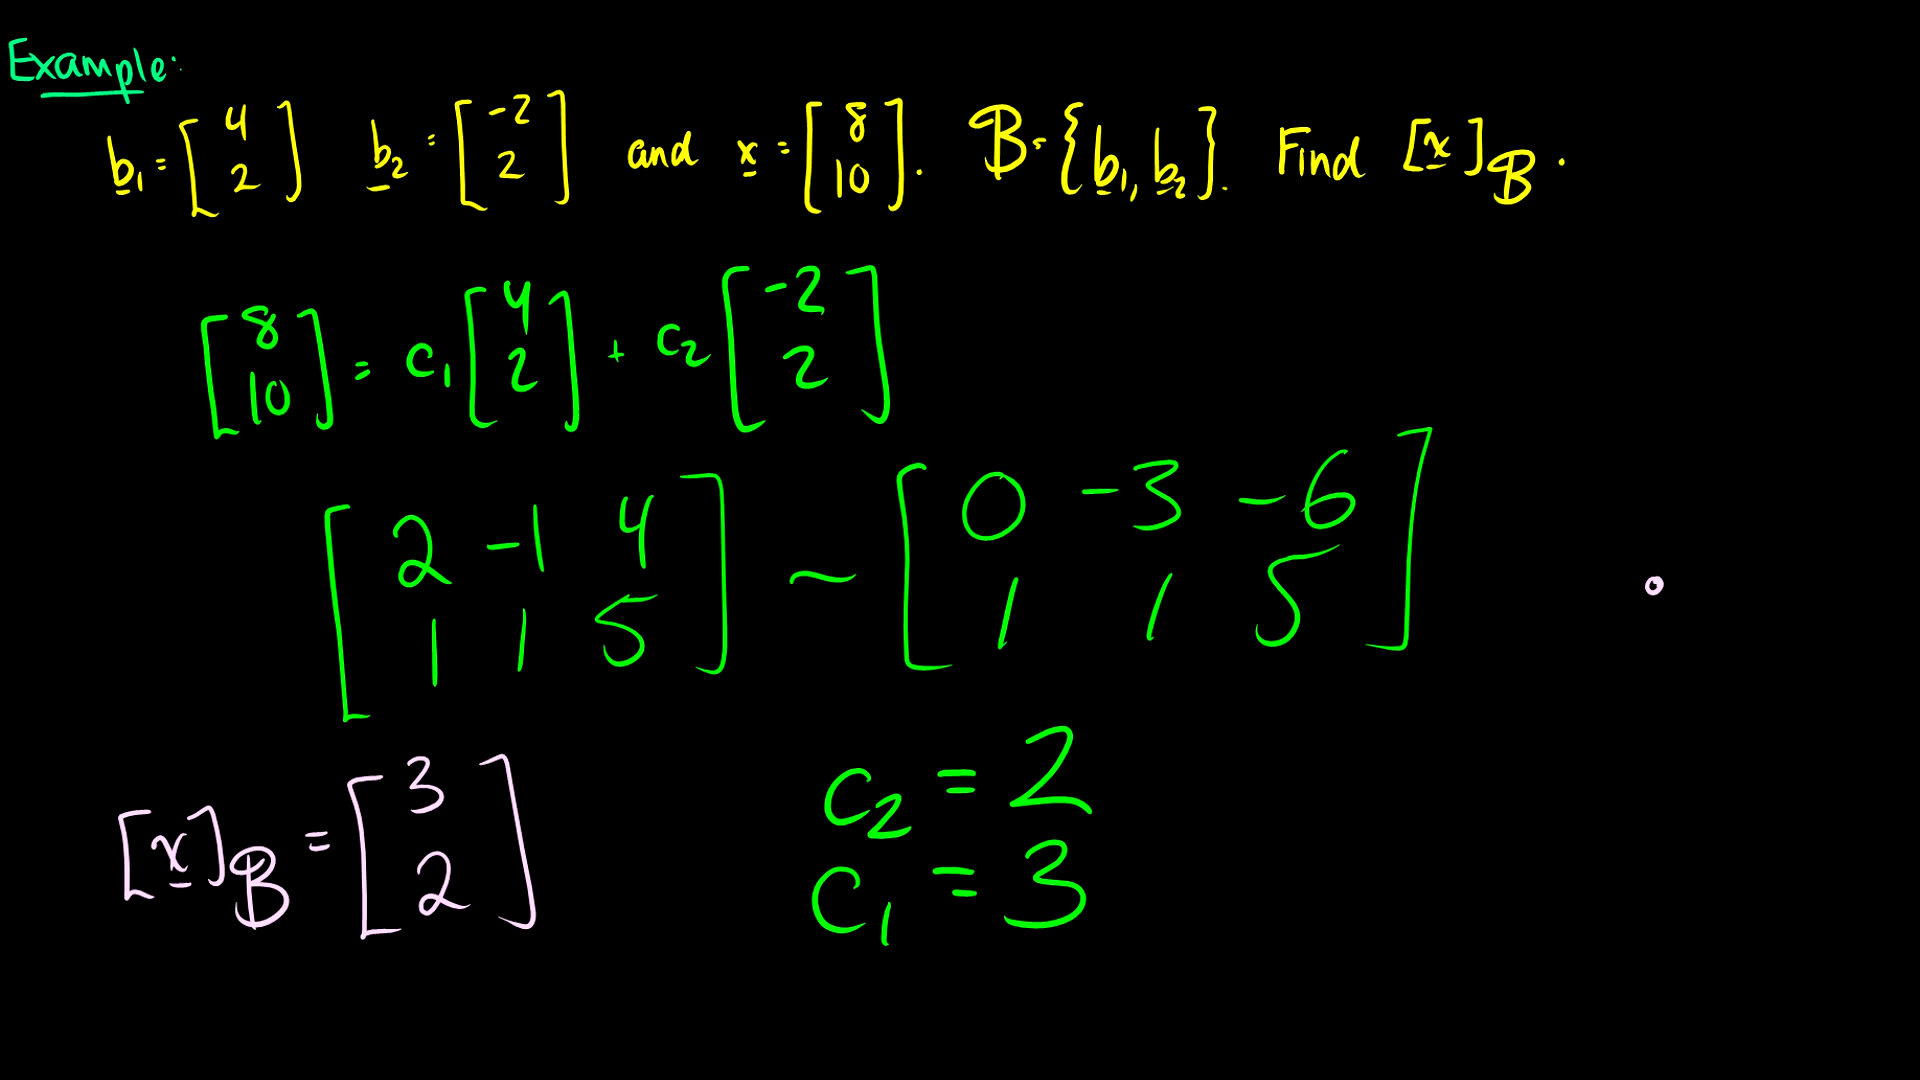 Example:
b₁ = [4 2] b₂ = [-2 2] and x = [8 10]. B = {b₁, b₂}. Find [x]_B.
[8 10] = c₁ [4 2] + c₂ [-2 2]
[2 -1 4
1 1 5] ~ [0 -3 -6
1 1 5]
c₂ = 2
c₁ = 3
[x]_B = [3 2]